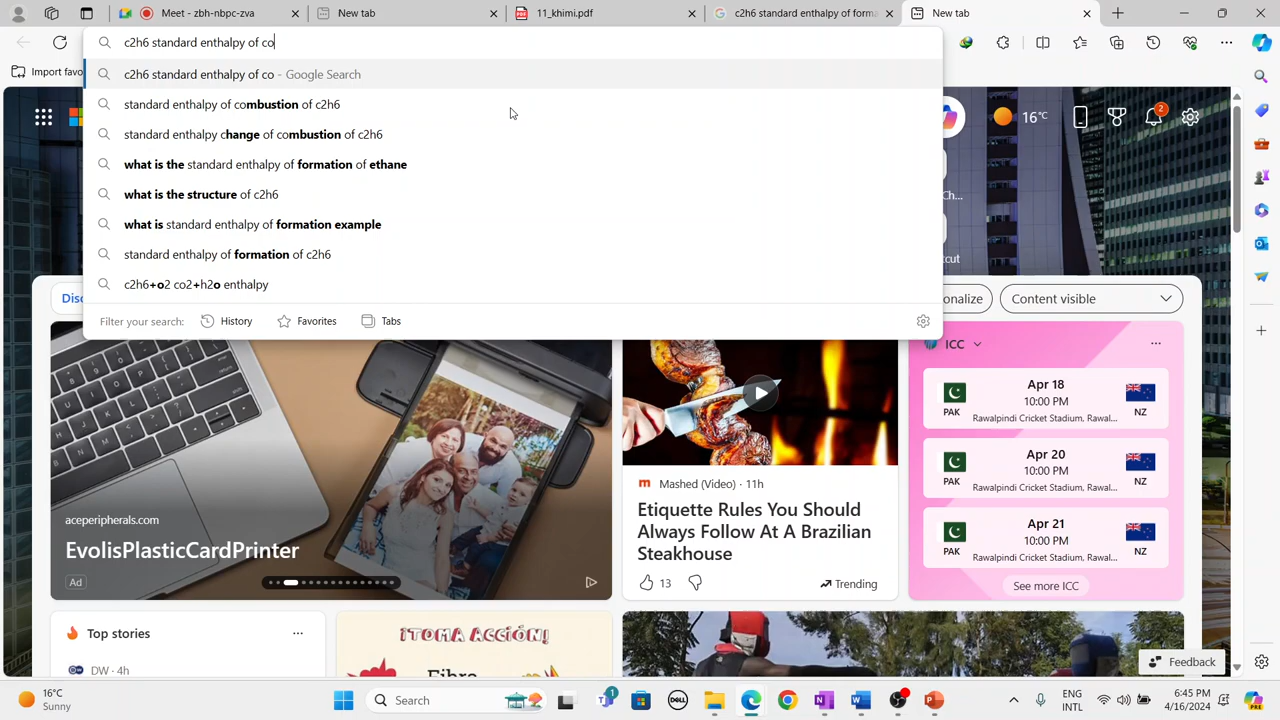 Meet - zbh-nbpc-zva
New tab
11_khimi.pdf
c2h6 standard enthalpy of forma
New tab
c2h6 standard enthalpy of co
Import favo
c2h6 standard enthalpy of co - Google Search
standard enthalpy of combustion of c2h6
standard enthalpy change of combustion of c2h6
what is the standard enthalpy of formation of ethane
what is the structure of c2h6
what is standard enthalpy of formation example
standard enthalpy of formation of c2h6
c2h6+o2 co2+h2o enthalpy
Filter your search:
History
Favorites
Tabs
16°C
2
Ch...
cut
Disc
onalize
Content visible
aceperipherals.com
EvolisPlasticCardPrinter
Ad
Mashed (Video) · 11h
Etiquette Rules You Should
Always Follow At A Brazilian
Steakhouse
13
Trending
ICC
Apr 18
10:00 PM
PAK
NZ
Rawalpindi Cricket Stadium, Rawal...
Apr 20
10:00 PM
PAK
NZ
Rawalpindi Cricket Stadium, Rawal...
Apr 21
10:00 PM
PAK
NZ
Rawalpindi Cricket Stadium, Rawal...
See more ICC
Top stories
DW · 4h
¡TOMA ACCIÓN!
Fibra
Feedback
16°C
Sunny
Search
1
DELL
ENG
INTL
6:45 PM
4/16/2024